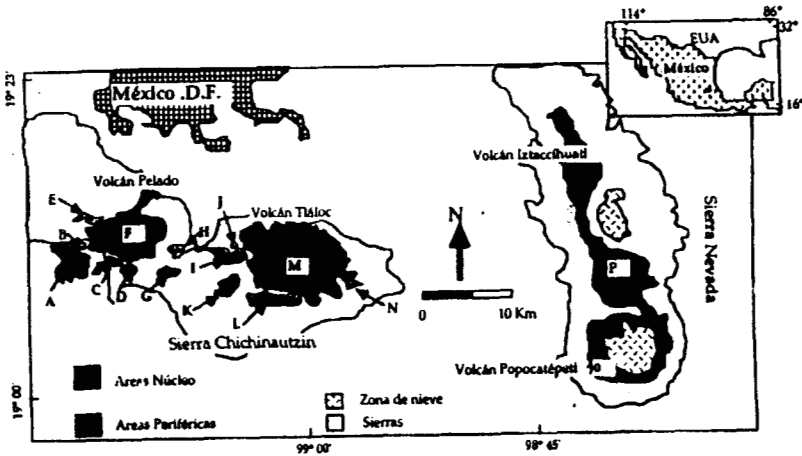 114°
86°
32°
EUA
México
16°
19° 23'
México .D.F.
Volcán Iztaccíhuatl
Volcán Pelado
E
J
Volcán Tláloc
Sierra Nevada
B
F
H
N
I
M
P
A
C
D
G
K
L
N
0 10 Km
Sierra Chichinautzin
Volcán Popocatépetl
Areas Núcleo
Areas Periféricas
Zona de nieve
Sierras
19° 00'
99° 00'
98° 45'